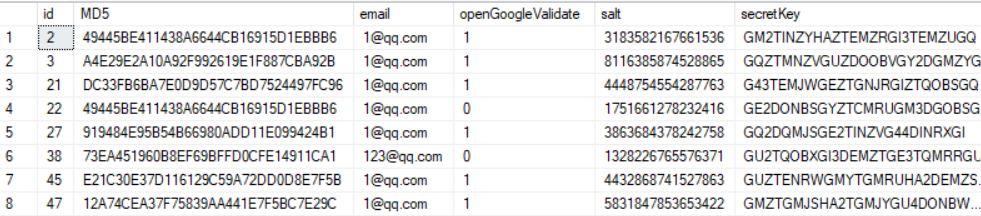 id MD5 email openGoogleValidate salt secretKey
1 2 49445BE411438A6644CB16915D1EBBB6 1@qq.com 1 3183582167661536 GM2TINZYHAZTEMZRGI3TEMZUGQ
2 3 A4E29E2A10A92F992619E1F887CBA92B 1@qq.com 1 8116385874528865 GQZTMNZVGUZDOOBVGY2DGMZYG
3 21 DC33FB6BA7E0D9D57C7BD7524497FC96 1@qq.com 1 4448754554287763 G43TEMJWGEZTGNJRGIZTQOBSGQ
4 22 49445BE411438A6644CB16915D1EBBB6 1@qq.com 0 1751661278232416 GE2DONBSGYZTCMRUGM3DGOBSG
5 27 919484E95B54B66980ADD11E099424B1 1@qq.com 1 3863684378242758 GQ2DQMJSGE2TINZVG44DINRXGI
6 38 73EA451960B8EF69BFFD0CFE14911CA1 123@qq.com 0 1328226765576371 GU2TQOBXGI3DEMZTGE3TQMRRGU
7 45 E21C30E37D116129C59A72DD0D8E7F5B 1@qq.com 1 4432868741527863 GUZTENRWGMYTGMRUHA2DEMZS...
8 47 12A74CEA37F75839AA441E7F5BC7E29C 1@qq.com 1 5831847853653422 GMZTGMJSHA2TGMJYGU4DONBW...